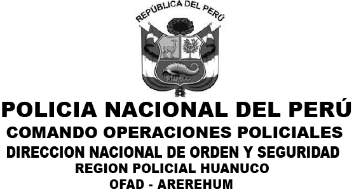 REPÚBLICA DEL PERÚ
POLICIA NACIONAL DEL PERÚ
COMANDO OPERACIONES POLICIALES
DIRECCION NACIONAL DE ORDEN Y SEGURIDAD
REGION POLICIAL HUANUCO
OFAD - AREREHUM